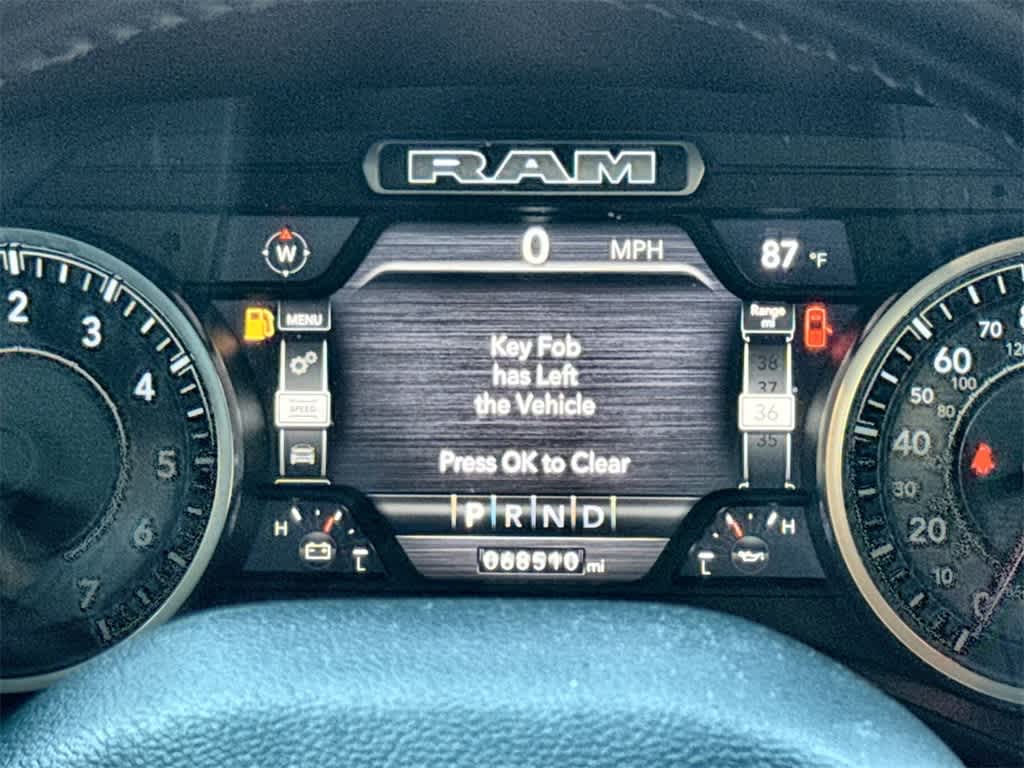 RAM
0 MPH
W
87 °F
MENU
Range
mi
2
3
4
5
6
7
Key Fob
has Left
the Vehicle
Press OK to Clear
SPEED
38
37
36
35
70
60
50
40
30
20
10
100
80
P R N D
H
L
H
L
mi